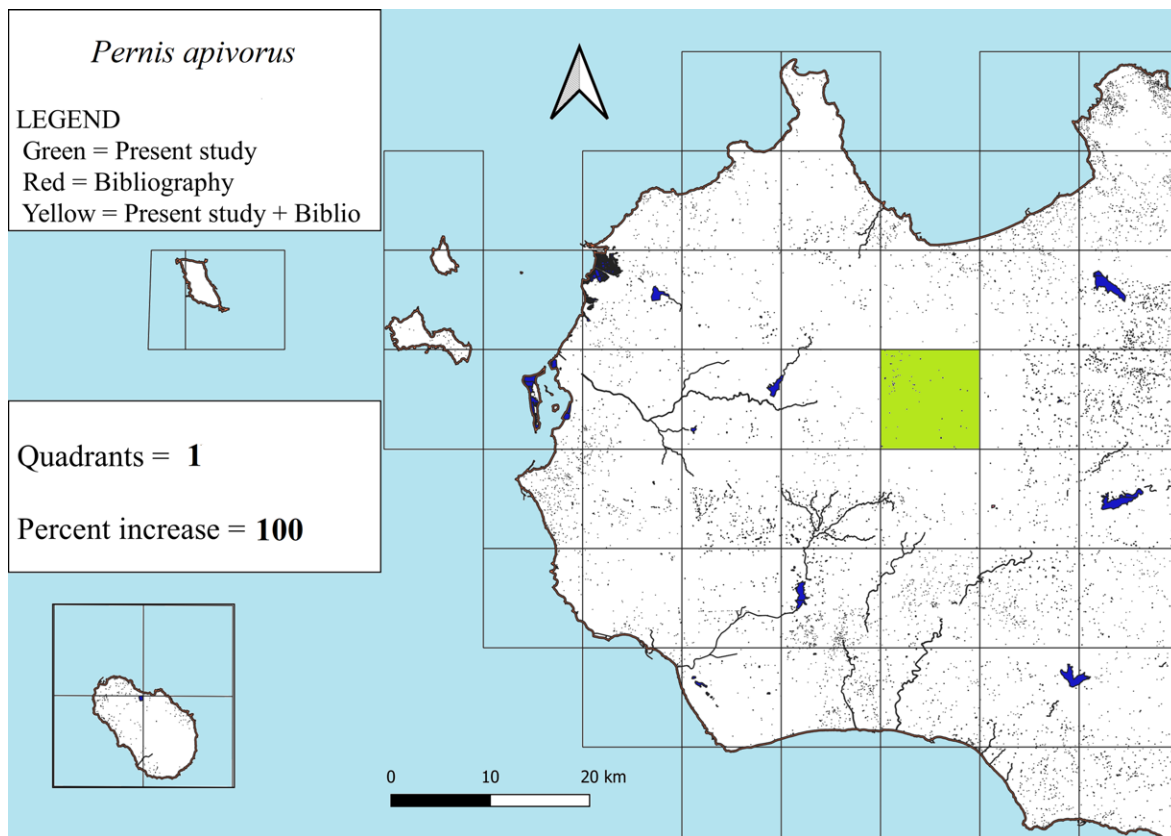 Pernis apivorus
LEGEND
Green = Present study
Red = Bibliography
Yellow = Present study + Biblio
Quadrants = 1
Percent increase = 100
0 10 20 km